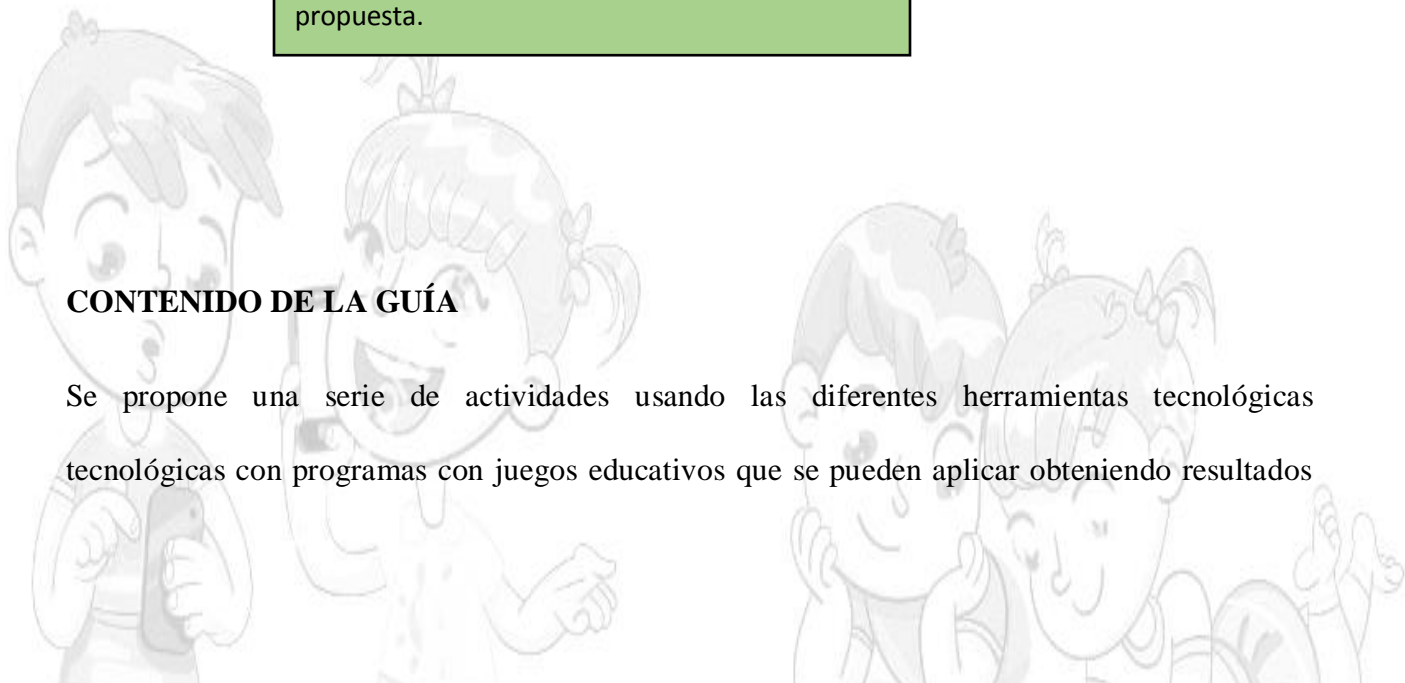 propuesta.
CONTENIDO DE LA GUÍA
Se propone una serie de actividades usando las diferentes herramientas tecnológicas
tecnológicas con programas con juegos educativos que se pueden aplicar obteniendo resultados